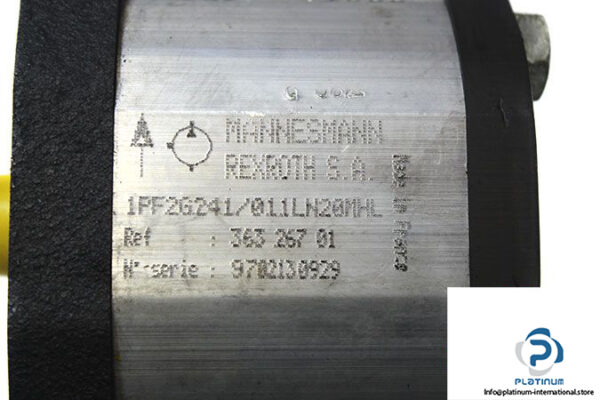 MANNESMANN
REXROTH S.A.
1PF2G241/011LN20MHL
Ref : 363 267 01
N°serie : 9702130929
Made in France
PLATINUM
info@platinum-international.store